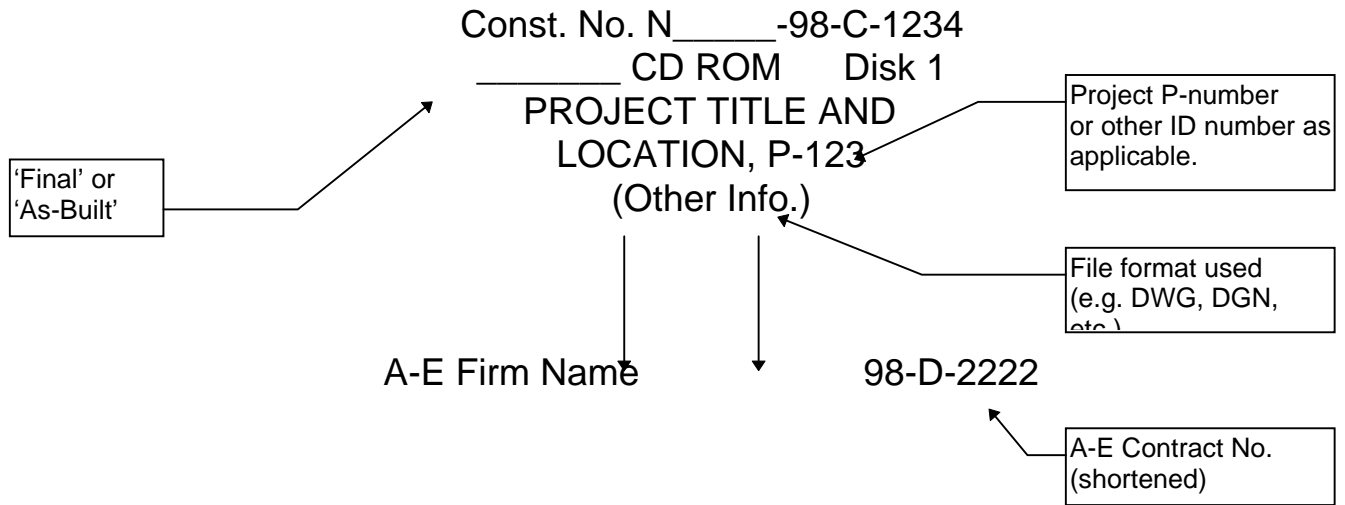 Const. No. N_____-98-C-1234
_______ CD ROM Disk 1
PROJECT TITLE AND
LOCATION, P-123
(Other Info.)
Project P-number
or other ID number as
applicable.
‘Final’ or
‘As-Built’
File format used
(e.g. DWG, DGN,
etc.)
A-E Firm Name 98-D-2222
A-E Contract No.
(shortened)